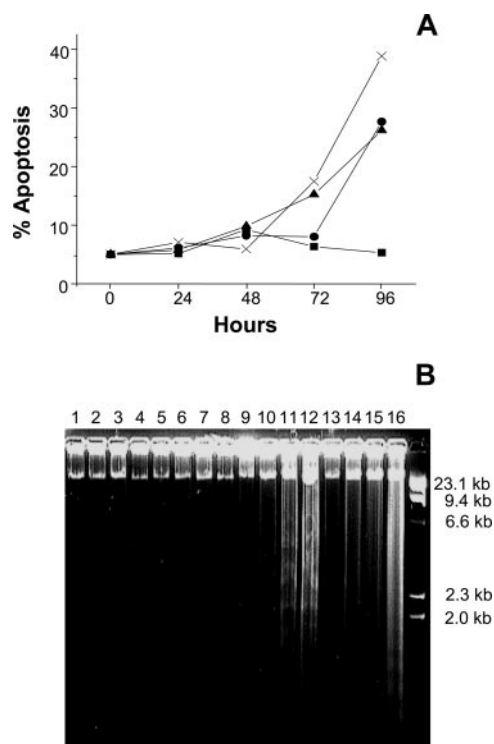 A
40
30
20
10
0
% Apoptosis
0 24 48 72 96
Hours
B
1 2 3 4 5 6 7 8 9 10 11 12 13 14 15 16
23.1 kb
9.4 kb
6.6 kb
2.3 kb
2.0 kb